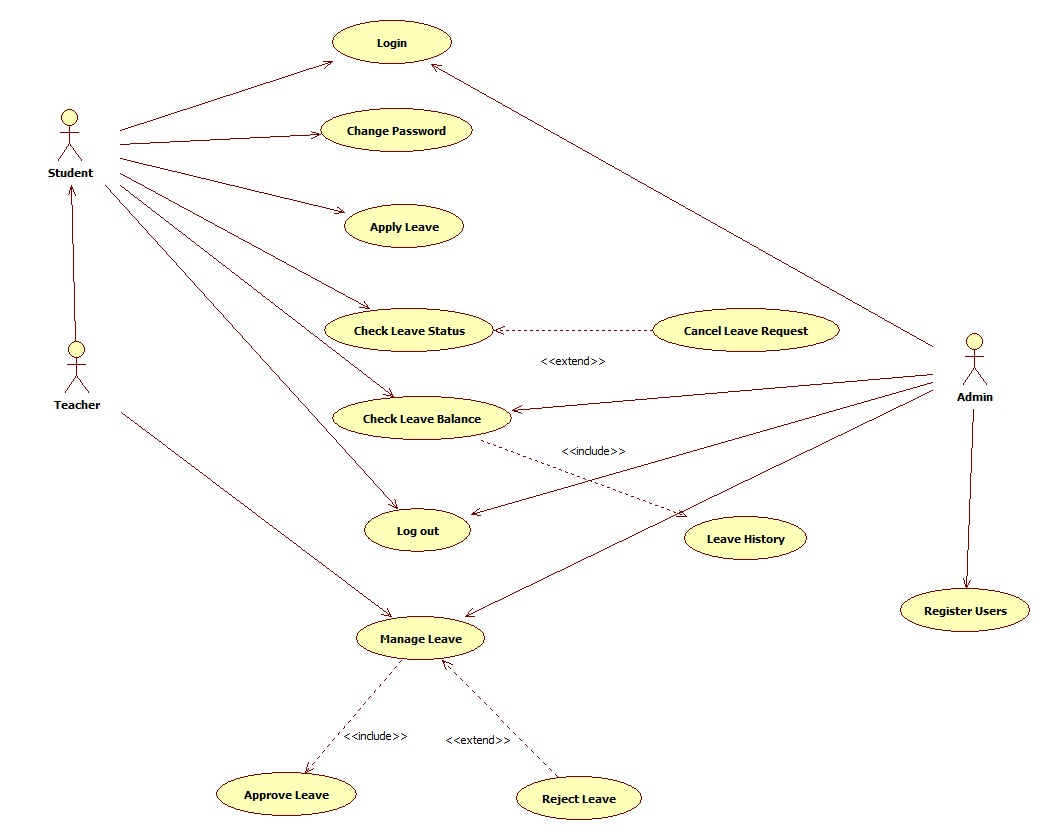 Login
Change Password
Student
Apply Leave
Check Leave Status
Cancel Leave Request
<<extend>>
Teacher
Admin
Check Leave Balance
<<include>>
Log out
Leave History
Register Users
Manage Leave
<<include>>
<<extend>>
Approve Leave
Reject Leave